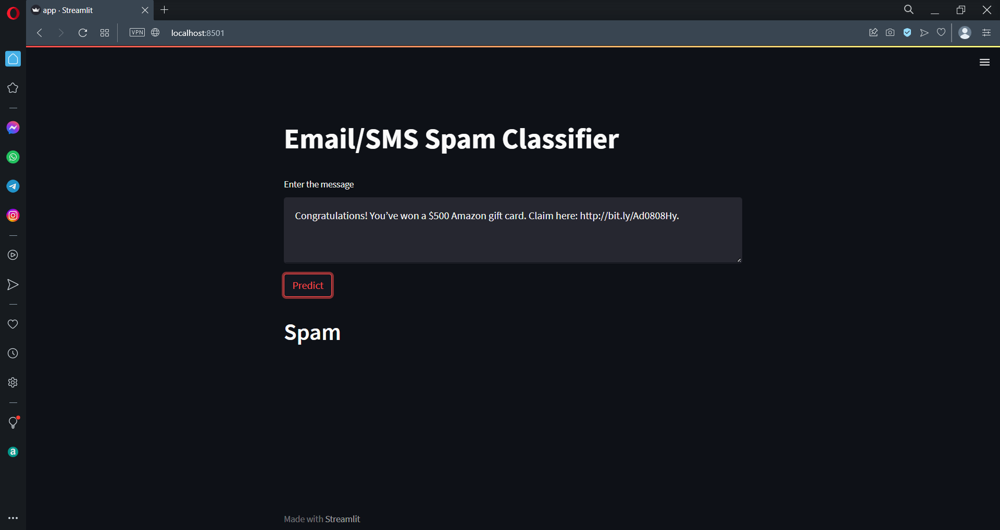 app · Streamlit
VPN
localhost:8501
Email/SMS Spam Classifier
Enter the message
Congratulations! You’ve won a $500 Amazon gift card. Claim here: http://bit.ly/Ad0808Hy.
Predict
Spam
a
Made with Streamlit